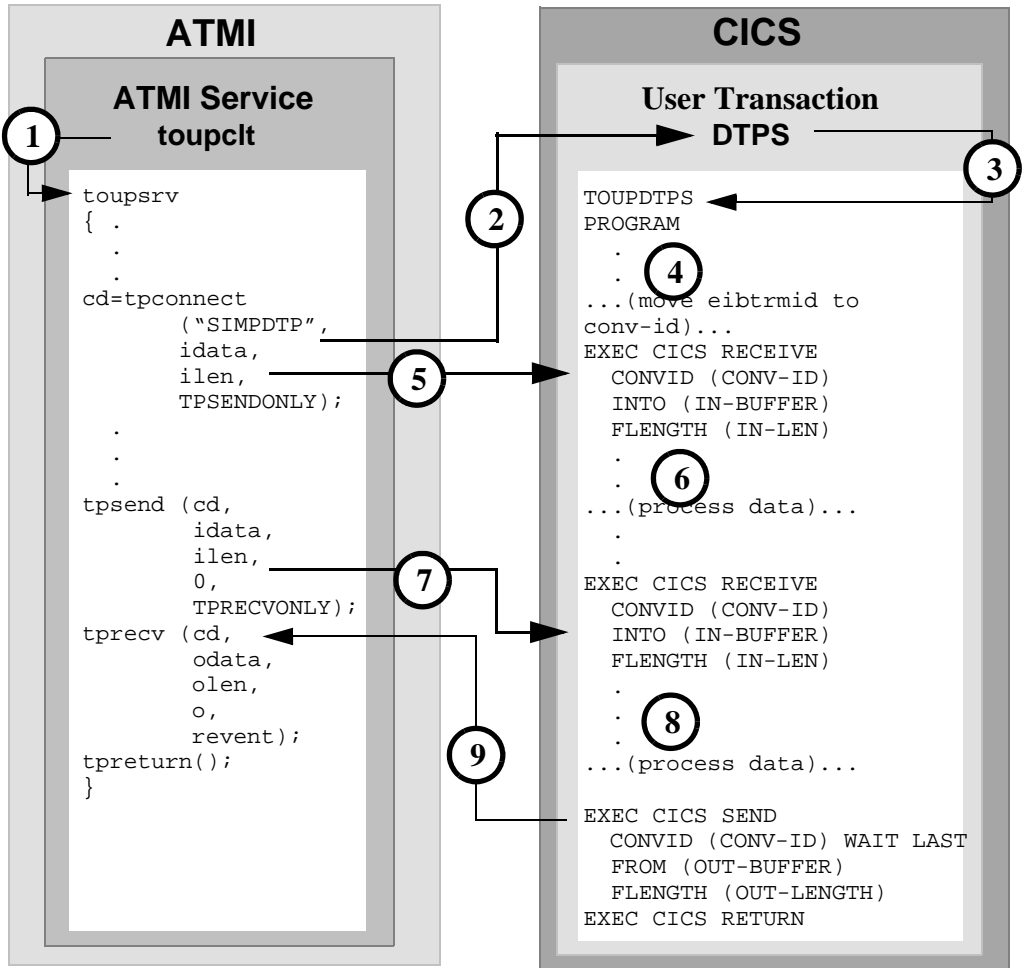 ATMI
ATMI Service
toupclt
1
toupsrv
{ .
.
.
cd=tpconnect
(“SIMPDTP”,
idata,
ilen,
TPSENDONLY);
.
.
.
tpsend (cd,
idata,
ilen,
0,
TPRECVONLY);
tprecv (cd,
odata,
olen,
o,
revent);
tpreturn();
}
2
5
7
9
CICS
User Transaction
DTPS
3
TOUPDTPS
PROGRAM
.
.
4
...(move eibtrmid to
conv-id)...
EXEC CICS RECEIVE
CONVID (CONV-ID)
INTO (IN-BUFFER)
FLENGTH (IN-LEN)
.
.
6
...(process data)...
.
.
EXEC CICS RECEIVE
CONVID (CONV-ID)
INTO (IN-BUFFER)
FLENGTH (IN-LEN)
.
.
.
8
...(process data)...
EXEC CICS SEND
CONVID (CONV-ID) WAIT LAST
FROM (OUT-BUFFER)
FLENGTH (OUT-LENGTH)
EXEC CICS RETURN